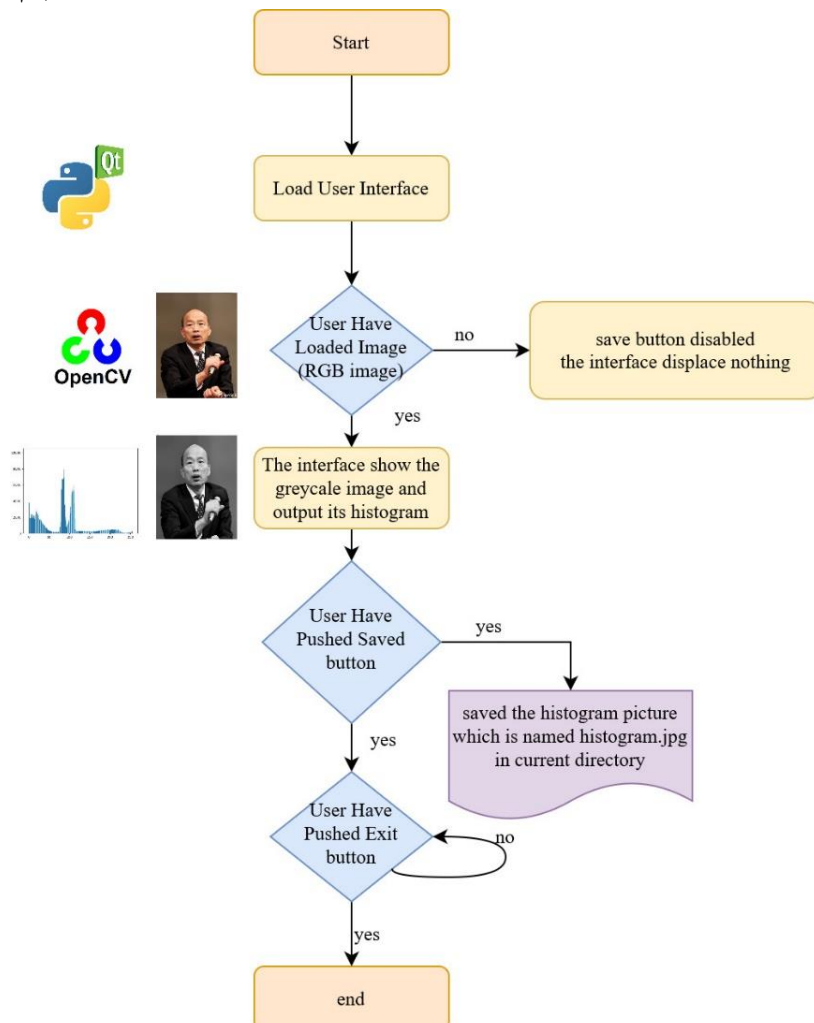 Start
Qt
Load User Interface
User Have
Loaded Image
(RGB image)
no
save button disabled
the interface displace nothing
OpenCV
yes
The interface show the
greycale image and
output its histogram
User Have
Pushed Saved
button
yes
saved the histogram picture
which is named histogram.jpg
in current directory
yes
User Have
Pushed Exit
button
no
yes
end